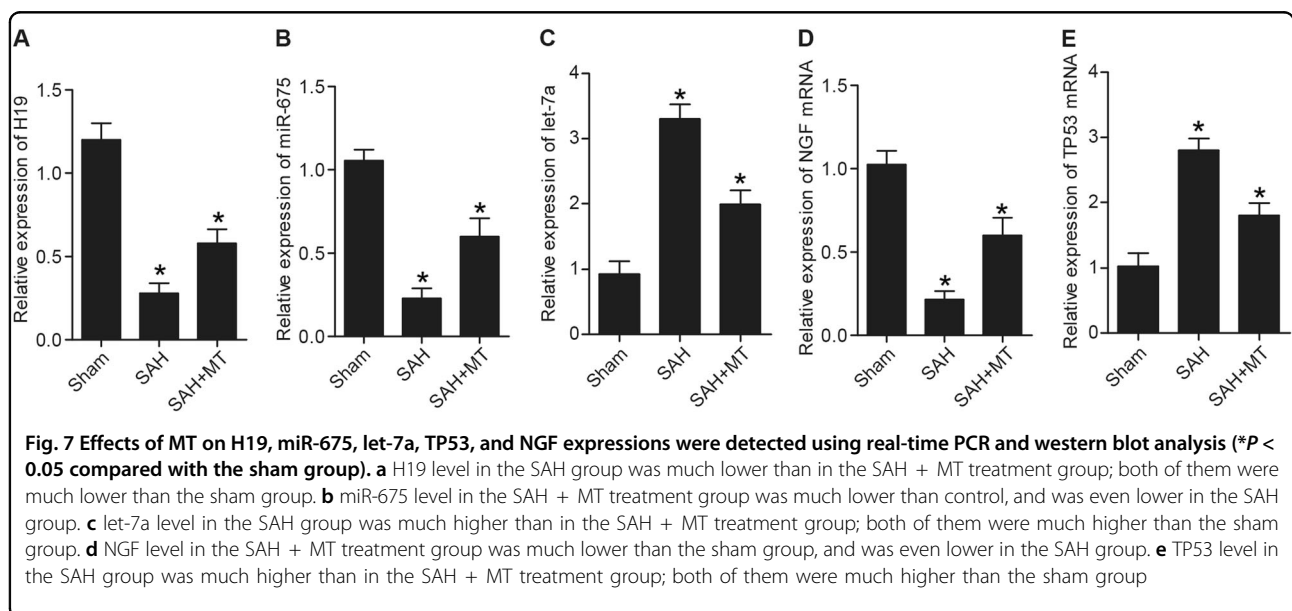 A
Relative expression of H19
1.5
1.0
0.5
0.0
Sham
SAH
SAH+MT
*
*
B
Relative expression of miR-675
1.5
1.0
0.5
0.0
Sham
SAH
SAH+MT
*
*
C
Relative expression of let-7a
4
3
2
1
0
Sham
SAH
SAH+MT
*
*
D
Relative expression of NGF mRNA
1.5
1.0
0.5
0.0
Sham
SAH
SAH+MT
*
*
E
Relative expression of TP53 mRNA
4
3
2
1
0
Sham
SAH
SAH+MT
*
*
Fig. 7 Effects of MT on H19, miR-675, let-7a, TP53, and NGF expressions were detected using real-time PCR and western blot analysis (*P <
0.05 compared with the sham group). a H19 level in the SAH group was much lower than in the SAH + MT treatment group; both of them were
much lower than the sham group. b miR-675 level in the SAH + MT treatment group was much lower than control, and was even lower in the SAH
group. c let-7a level in the SAH group was much higher than in the SAH + MT treatment group; both of them were much higher than the sham
group. d NGF level in the SAH + MT treatment group was much lower than the sham group, and was even lower in the SAH group. e TP53 level in
the SAH group was much higher than in the SAH + MT treatment group; both of them were much higher than the sham group